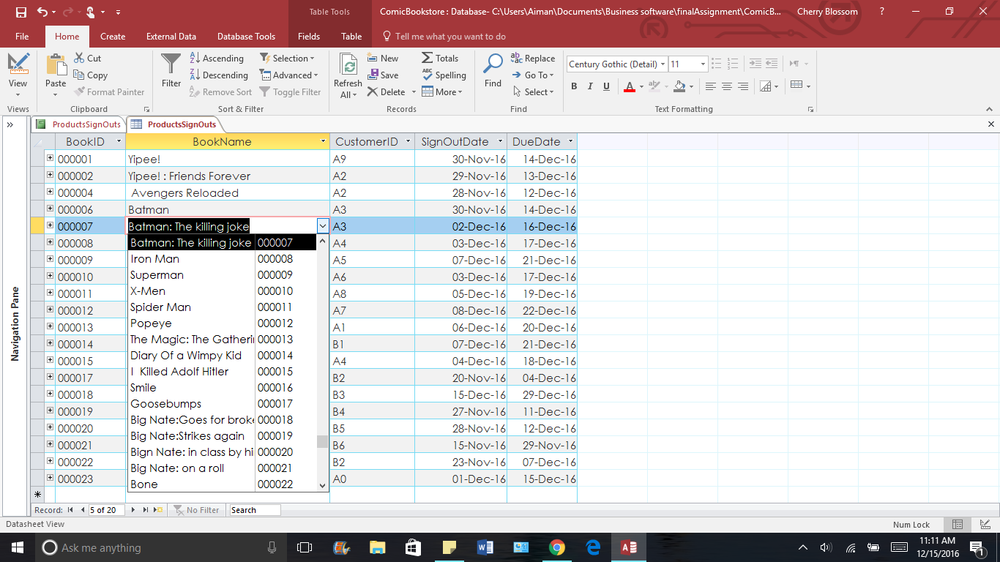 Table Tools
ComicBookstore : Database- C:\Users\Aiman\Documents\Business software\finalAssignment\ComicB...
Cherry Blossom
?
File
Home
Create
External Data
Database Tools
Fields
Table
Tell me what you want to do
View
Views
Paste
Cut
Copy
Format Painter
Clipboard
Filter
Ascending
Descending
Remove Sort
Selection
Advanced
Toggle Filter
Sort & Filter
Refresh
All
New
Save
Delete
Totals
Spelling
More
Records
Find
Replace
Go To
Select
Find
Century Gothic (Detail) 11
B I U A
Text Formatting
ProductsSignOuts
ProductsSignOuts
Navigation Pane
BookID BookName CustomerID SignOutDate DueDate
000001 Yipee! A9 30-Nov-16 14-Dec-16
000002 Yipee! : Friends Forever A2 29-Nov-16 13-Dec-16
000004 Avengers Reloaded A2 28-Nov-16 12-Dec-16
000006 Batman A3 30-Nov-16 14-Dec-16
000007 Batman: The killing joke A3 02-Dec-16 16-Dec-16
000008 A4 03-Dec-16 17-Dec-16
000009 A5 07-Dec-16 21-Dec-16
000010 A6 03-Dec-16 17-Dec-16
000011 A8 05-Dec-16 19-Dec-16
000012 A7 08-Dec-16 22-Dec-16
000013 A1 06-Dec-16 20-Dec-16
000014 B1 07-Dec-16 21-Dec-16
000015 A4 04-Dec-16 18-Dec-16
000017 B2 20-Nov-16 04-Dec-16
000018 B3 15-Dec-16 29-Dec-16
000019 B4 27-Nov-16 11-Dec-16
000020 B5 28-Nov-16 12-Dec-16
000021 B6 15-Nov-16 29-Nov-16
000022 B2 23-Nov-16 07-Dec-16
000023 A0 01-Dec-16 15-Dec-16
Batman: The killing joke 000007
Iron Man 000008
Superman 000009
X-Men 000010
Spider Man 000011
Popeye 000012
The Magic: The Gatherin 000013
Diary Of a Wimpy Kid 000014
I Killed Adolf Hitler 000015
Smile 000016
Goosebumps 000017
Big Nate:Goes for broke 000018
Big Nate:Strikes again 000019
Bign Nate: in class by hi 000020
Big Nate: on a roll 000021
Bone 000022
Record: 5 of 20 No Filter Search
Datasheet View
Num Lock
Ask me anything
11:11 AM
12/15/2016
1